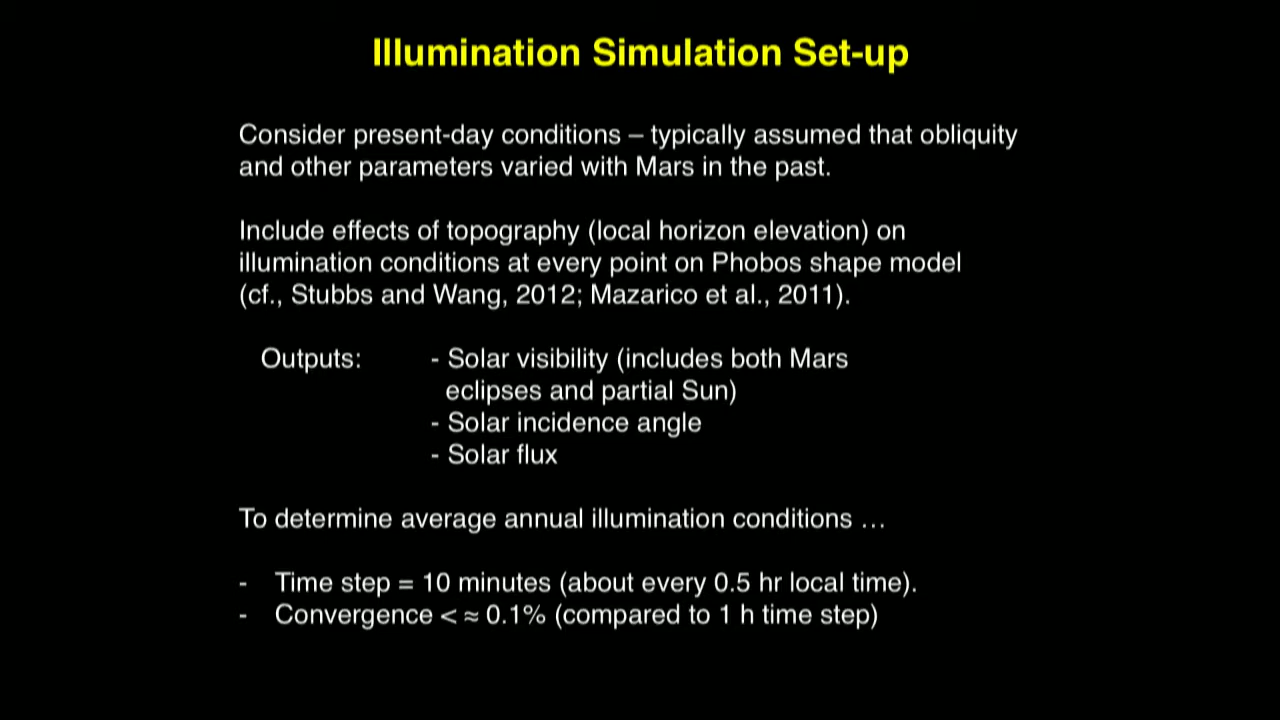 Illumination Simulation Set-up
Consider present-day conditions – typically assumed that obliquity
and other parameters varied with Mars in the past.
Include effects of topography (local horizon elevation) on
illumination conditions at every point on Phobos shape model
(cf., Stubbs and Wang, 2012; Mazarico et al., 2011).
Outputs: - Solar visibility (includes both Mars
eclipses and partial Sun)
- Solar incidence angle
- Solar flux
To determine average annual illumination conditions …
- Time step = 10 minutes (about every 0.5 hr local time).
- Convergence < ≈ 0.1% (compared to 1 h time step)